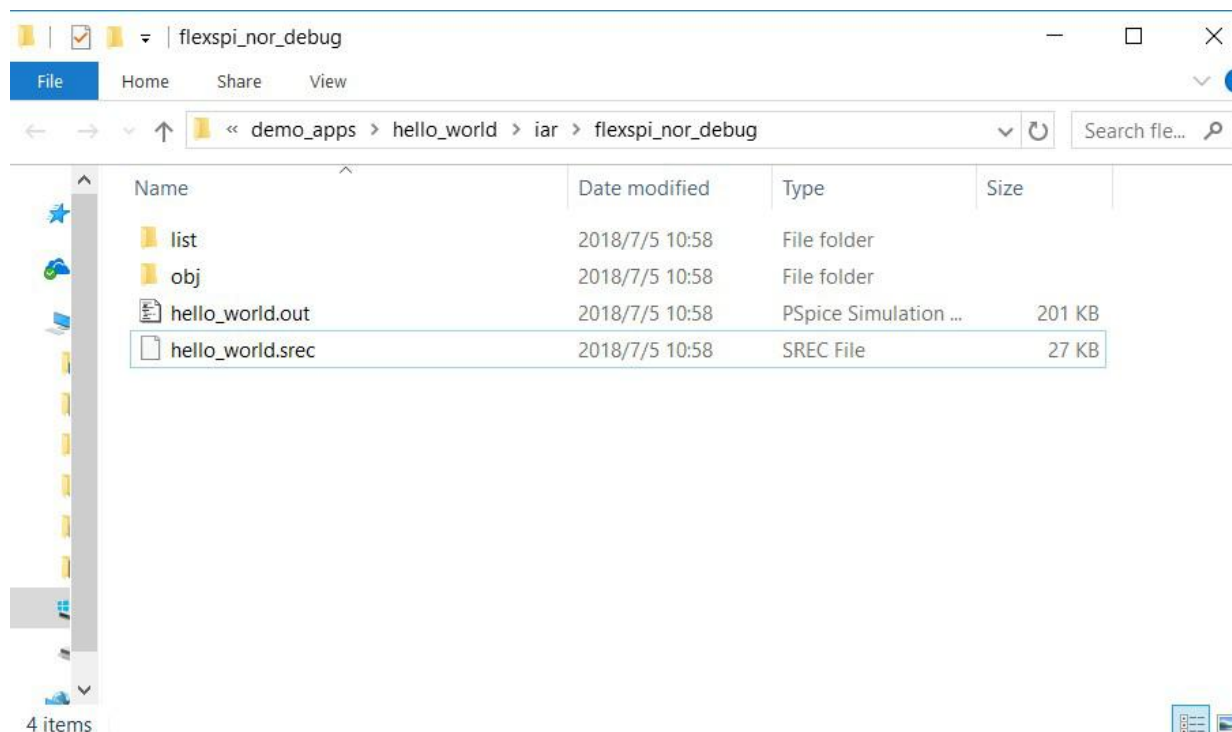 flexspi_nor_debug
File Home Share View
« demo_apps > hello_world > iar > flexspi_nor_debug Search fle...
Name Date modified Type Size
list 2018/7/5 10:58 File folder
obj 2018/7/5 10:58 File folder
hello_world.out 2018/7/5 10:58 PSpice Simulation ... 201 KB
hello_world.srec 2018/7/5 10:58 SREC File 27 KB
4 items